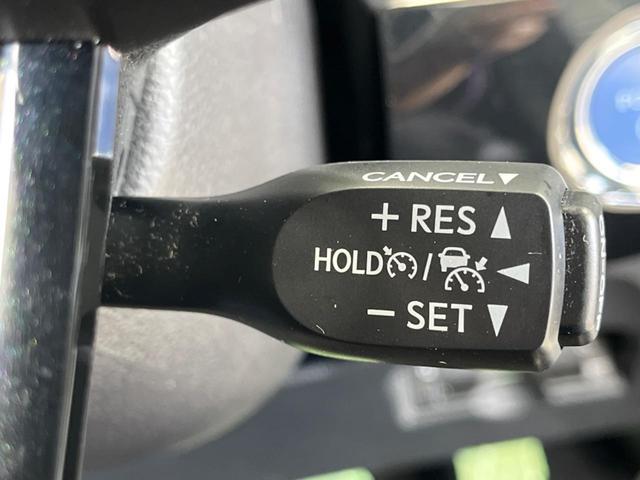 CANCEL▼
+ RES ▲
HOLD / ◀
− SET ▼